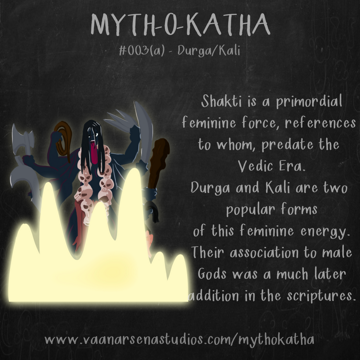 MYTH-O-KATHA
#003(a) - Durga/Kali
Shakti is a primordial
feminine force, references
to whom, predate the
Vedic Era.
Durga and Kali are two
popular forms
of this feminine energy.
Their association to male
Gods was a much later
addition in the scriptures.
www.vaanarsenastudios.com/mythokatha